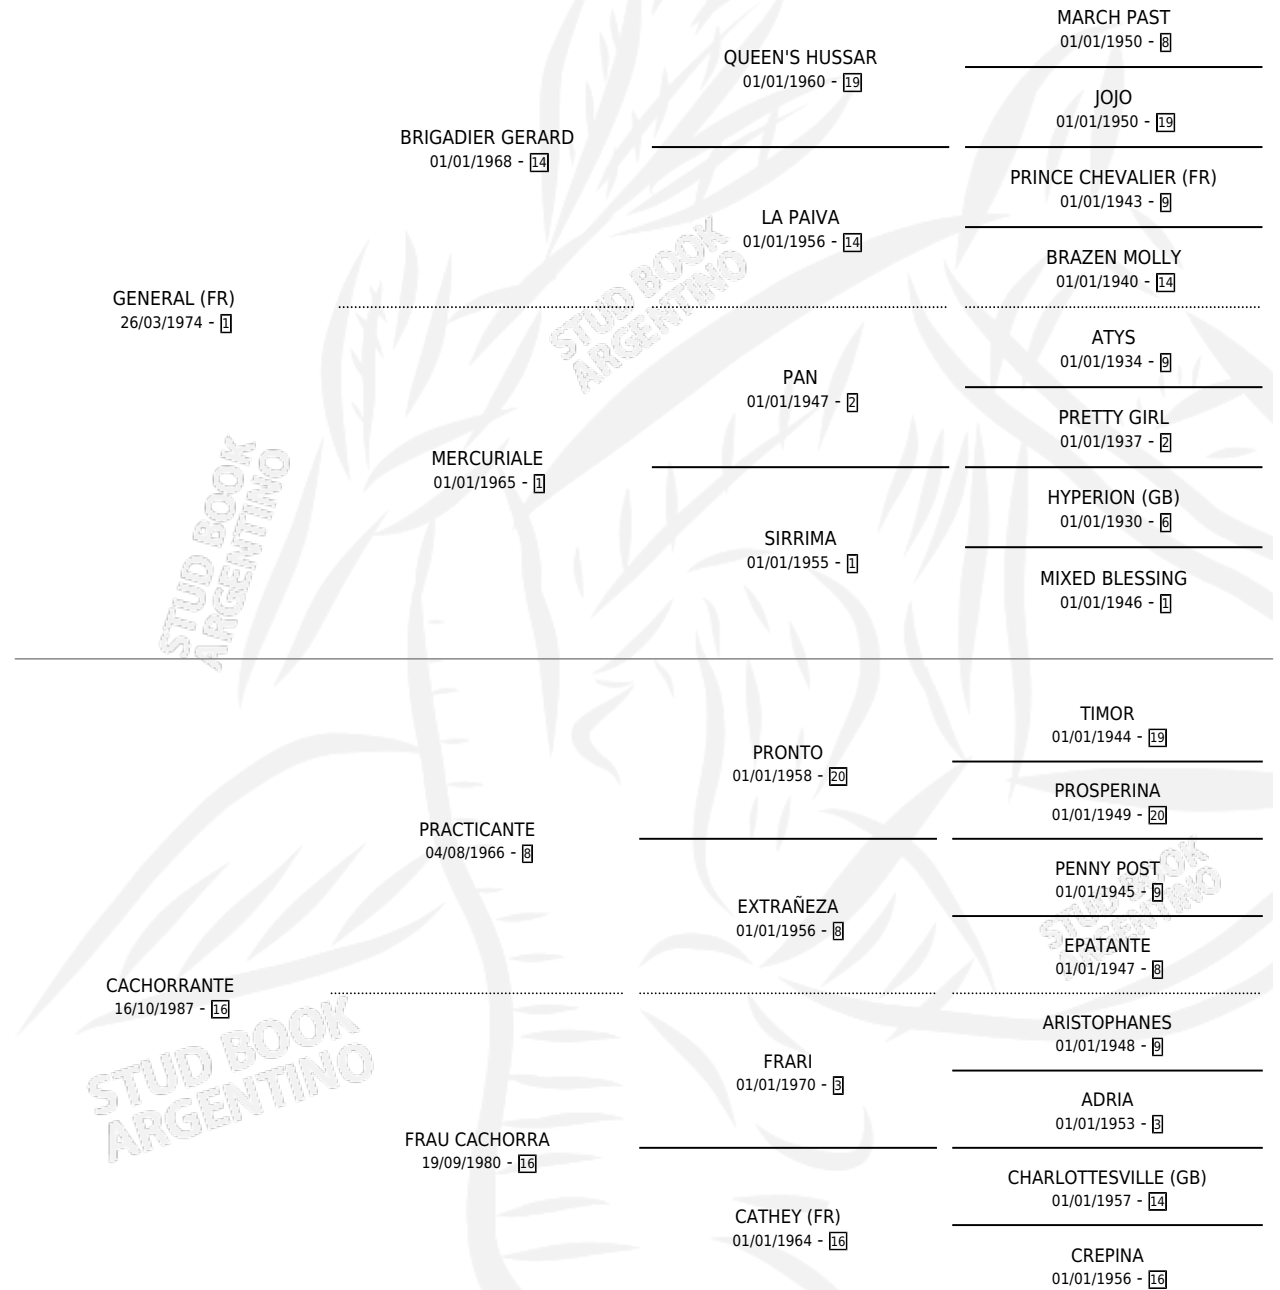 MARCH PAST
01/01/1950 - 8
QUEEN'S HUSSAR
01/01/1960 - 19
JOJO
01/01/1950 - 19
BRIGADIER GERARD
01/01/1968 - 14
PRINCE CHEVALIER (FR)
01/01/1943 - 9
LA PAIVA
01/01/1956 - 14
BRAZEN MOLLY
01/01/1940 - 14
GENERAL (FR)
26/03/1974 - 1
STUD BOOK
ARGENTINO
ATYS
01/01/1934 - 9
PAN
01/01/1947 - 2
PRETTY GIRL
01/01/1937 - 2
MERCURIALE
01/01/1965 - 1
HYPERION (GB)
01/01/1930 - 6
SIRRIMA
01/01/1955 - 1
MIXED BLESSING
01/01/1946 - 1
STUD BOOK
ARGENTINO
TIMOR
01/01/1944 - 19
PRONTO
01/01/1958 - 20
PROSPERINA
01/01/1949 - 20
PRACTICANTE
04/08/1966 - 8
PENNY POST
01/01/1945 - 9
EXTRAÑEZA
01/01/1956 - 8
EPATANTE
01/01/1947 - 8
STUD BOOK
ARGENTINO
CACHORRANTE
16/10/1987 - 16
ARISTOPHANES
01/01/1948 - 9
FRARI
01/01/1970 - 3
ADRIA
01/01/1953 - 3
STUD BOOK
ARGENTINO
FRAU CACHORRA
19/09/1980 - 16
CHARLOTTESVILLE (GB)
01/01/1957 - 14
CATHEY (FR)
01/01/1964 - 16
CREPINA
01/01/1956 - 16